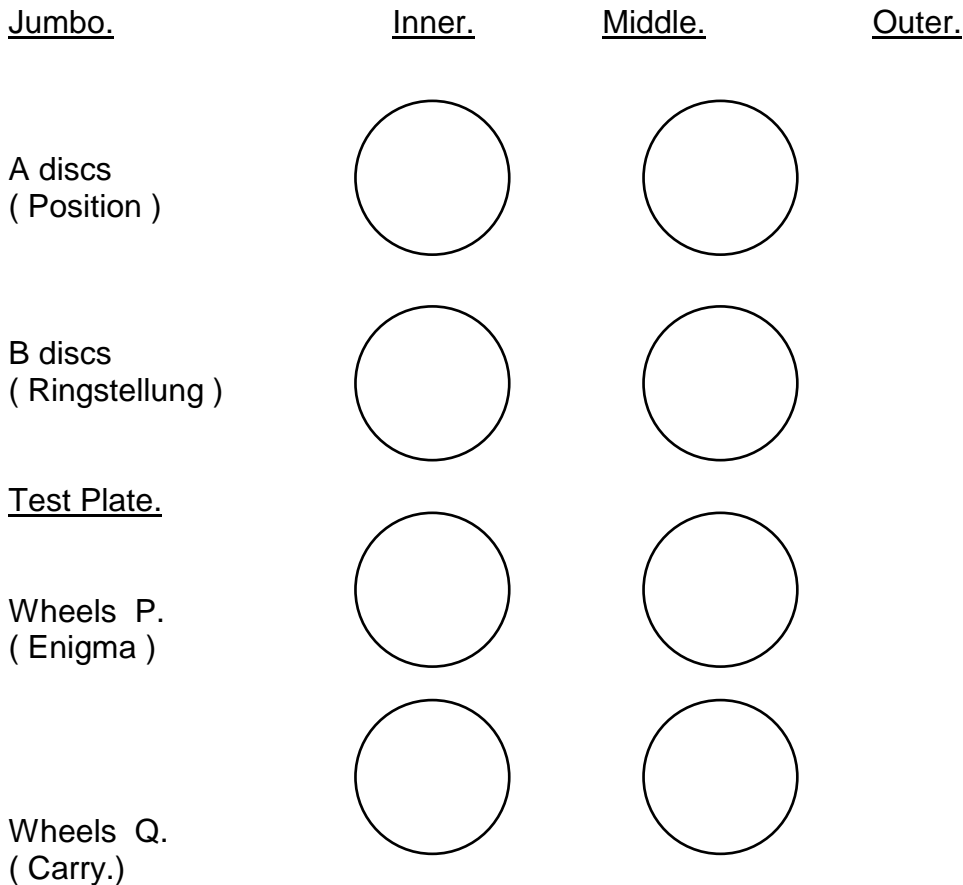 Jumbo. Inner. Middle. Outer.
A discs
( Position )
B discs
( Ringstellung )
Test Plate.
Wheels P.
( Enigma )
Wheels Q.
( Carry.)